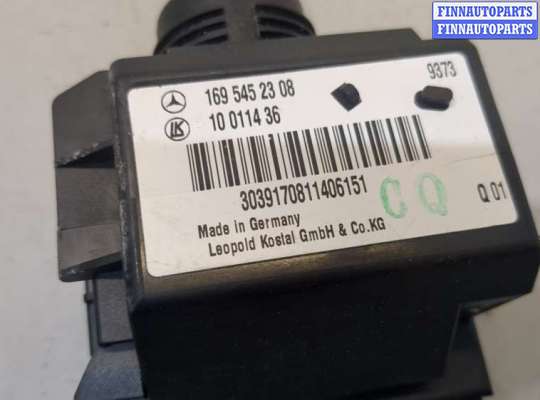 FINNAUTOPARTS
FINNAUTOPARTS
9373
169 545 23 08
10 0114 36
3039170811406151
CQ
Q 01
Made in Germany
Leopold Kostal GmbH & Co.KG